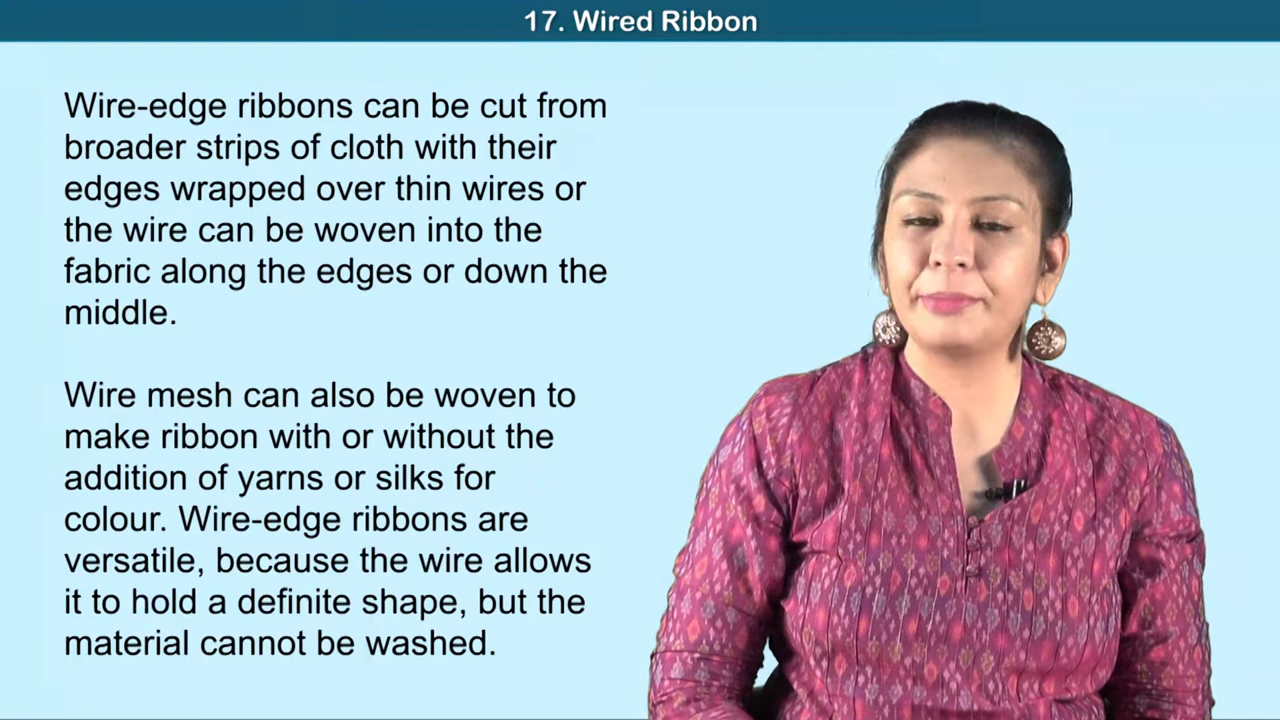 17. Wired Ribbon
Wire-edge ribbons can be cut from
broader strips of cloth with their
edges wrapped over thin wires or
the wire can be woven into the
fabric along the edges or down the
middle.
Wire mesh can also be woven to
make ribbon with or without the
addition of yarns or silks for
colour. Wire-edge ribbons are
versatile, because the wire allows
it to hold a definite shape, but the
material cannot be washed.